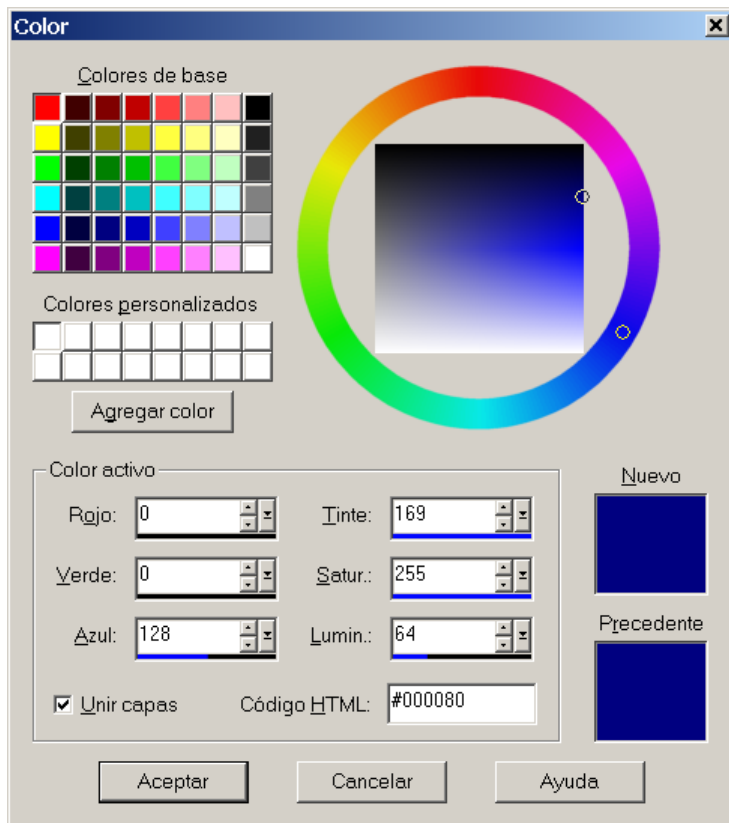 Color
Colores de base
Colores personalizados
Agregar color
Color activo
Rojo: 0 Tinte: 169
Verde: 0 Satur.: 255
Azul: 128 Lumin.: 64
Unir capas Código HTML: #000080
Nuevo
Precedente
Aceptar Cancelar Ayuda